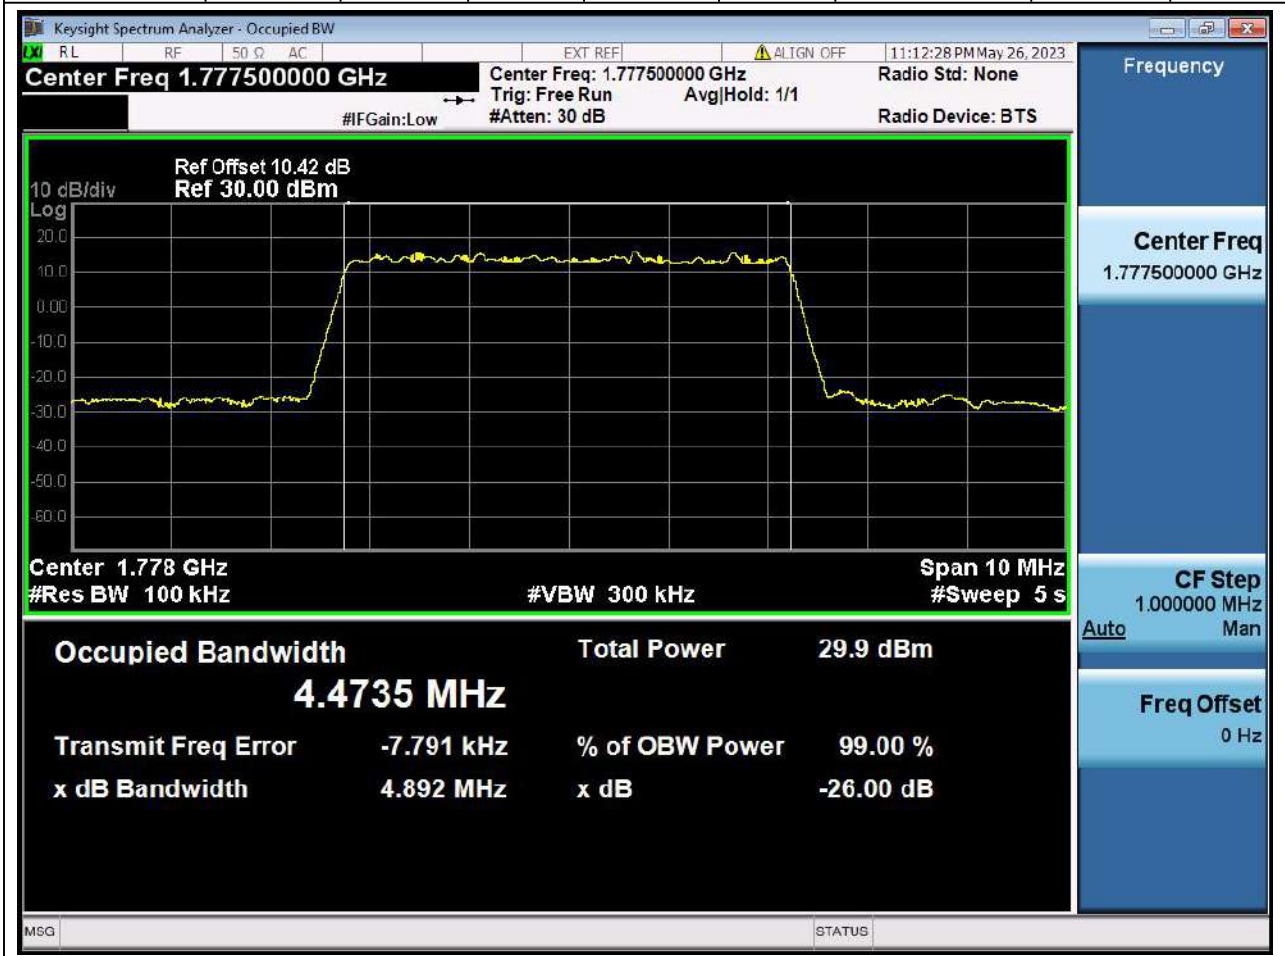 Keysight Spectrum Analyzer - Occupied BW
LXI RL RF 50 Ω AC EXT REF ALIGN OFF 11:12:28 PM May 26, 2023
Center Freq 1.777500000 GHz
Center Freq: 1.777500000 GHz
Radio Std: None
Trig: Free Run Avg|Hold: 1/1
#IFGain:Low
#Atten: 30 dB
Radio Device: BTS
Ref Offset 10.42 dB
10 dB/div Ref 30.00 dBm
Log
20.0
10.0
0.00
-10.0
-20.0
-30.0
-40.0
-50.0
-60.0
Center 1.778 GHz Span 10 MHz
#Res BW 100 kHz #VBW 300 kHz #Sweep 5 s
Occupied Bandwidth Total Power 29.9 dBm
4.4735 MHz
Transmit Freq Error -7.791 kHz % of OBW Power 99.00 %
x dB Bandwidth 4.892 MHz x dB -26.00 dB
MSG STATUS
Frequency
Center Freq
1.777500000 GHz
CF Step
1.000000 MHz
Auto Man
Freq Offset
0 Hz